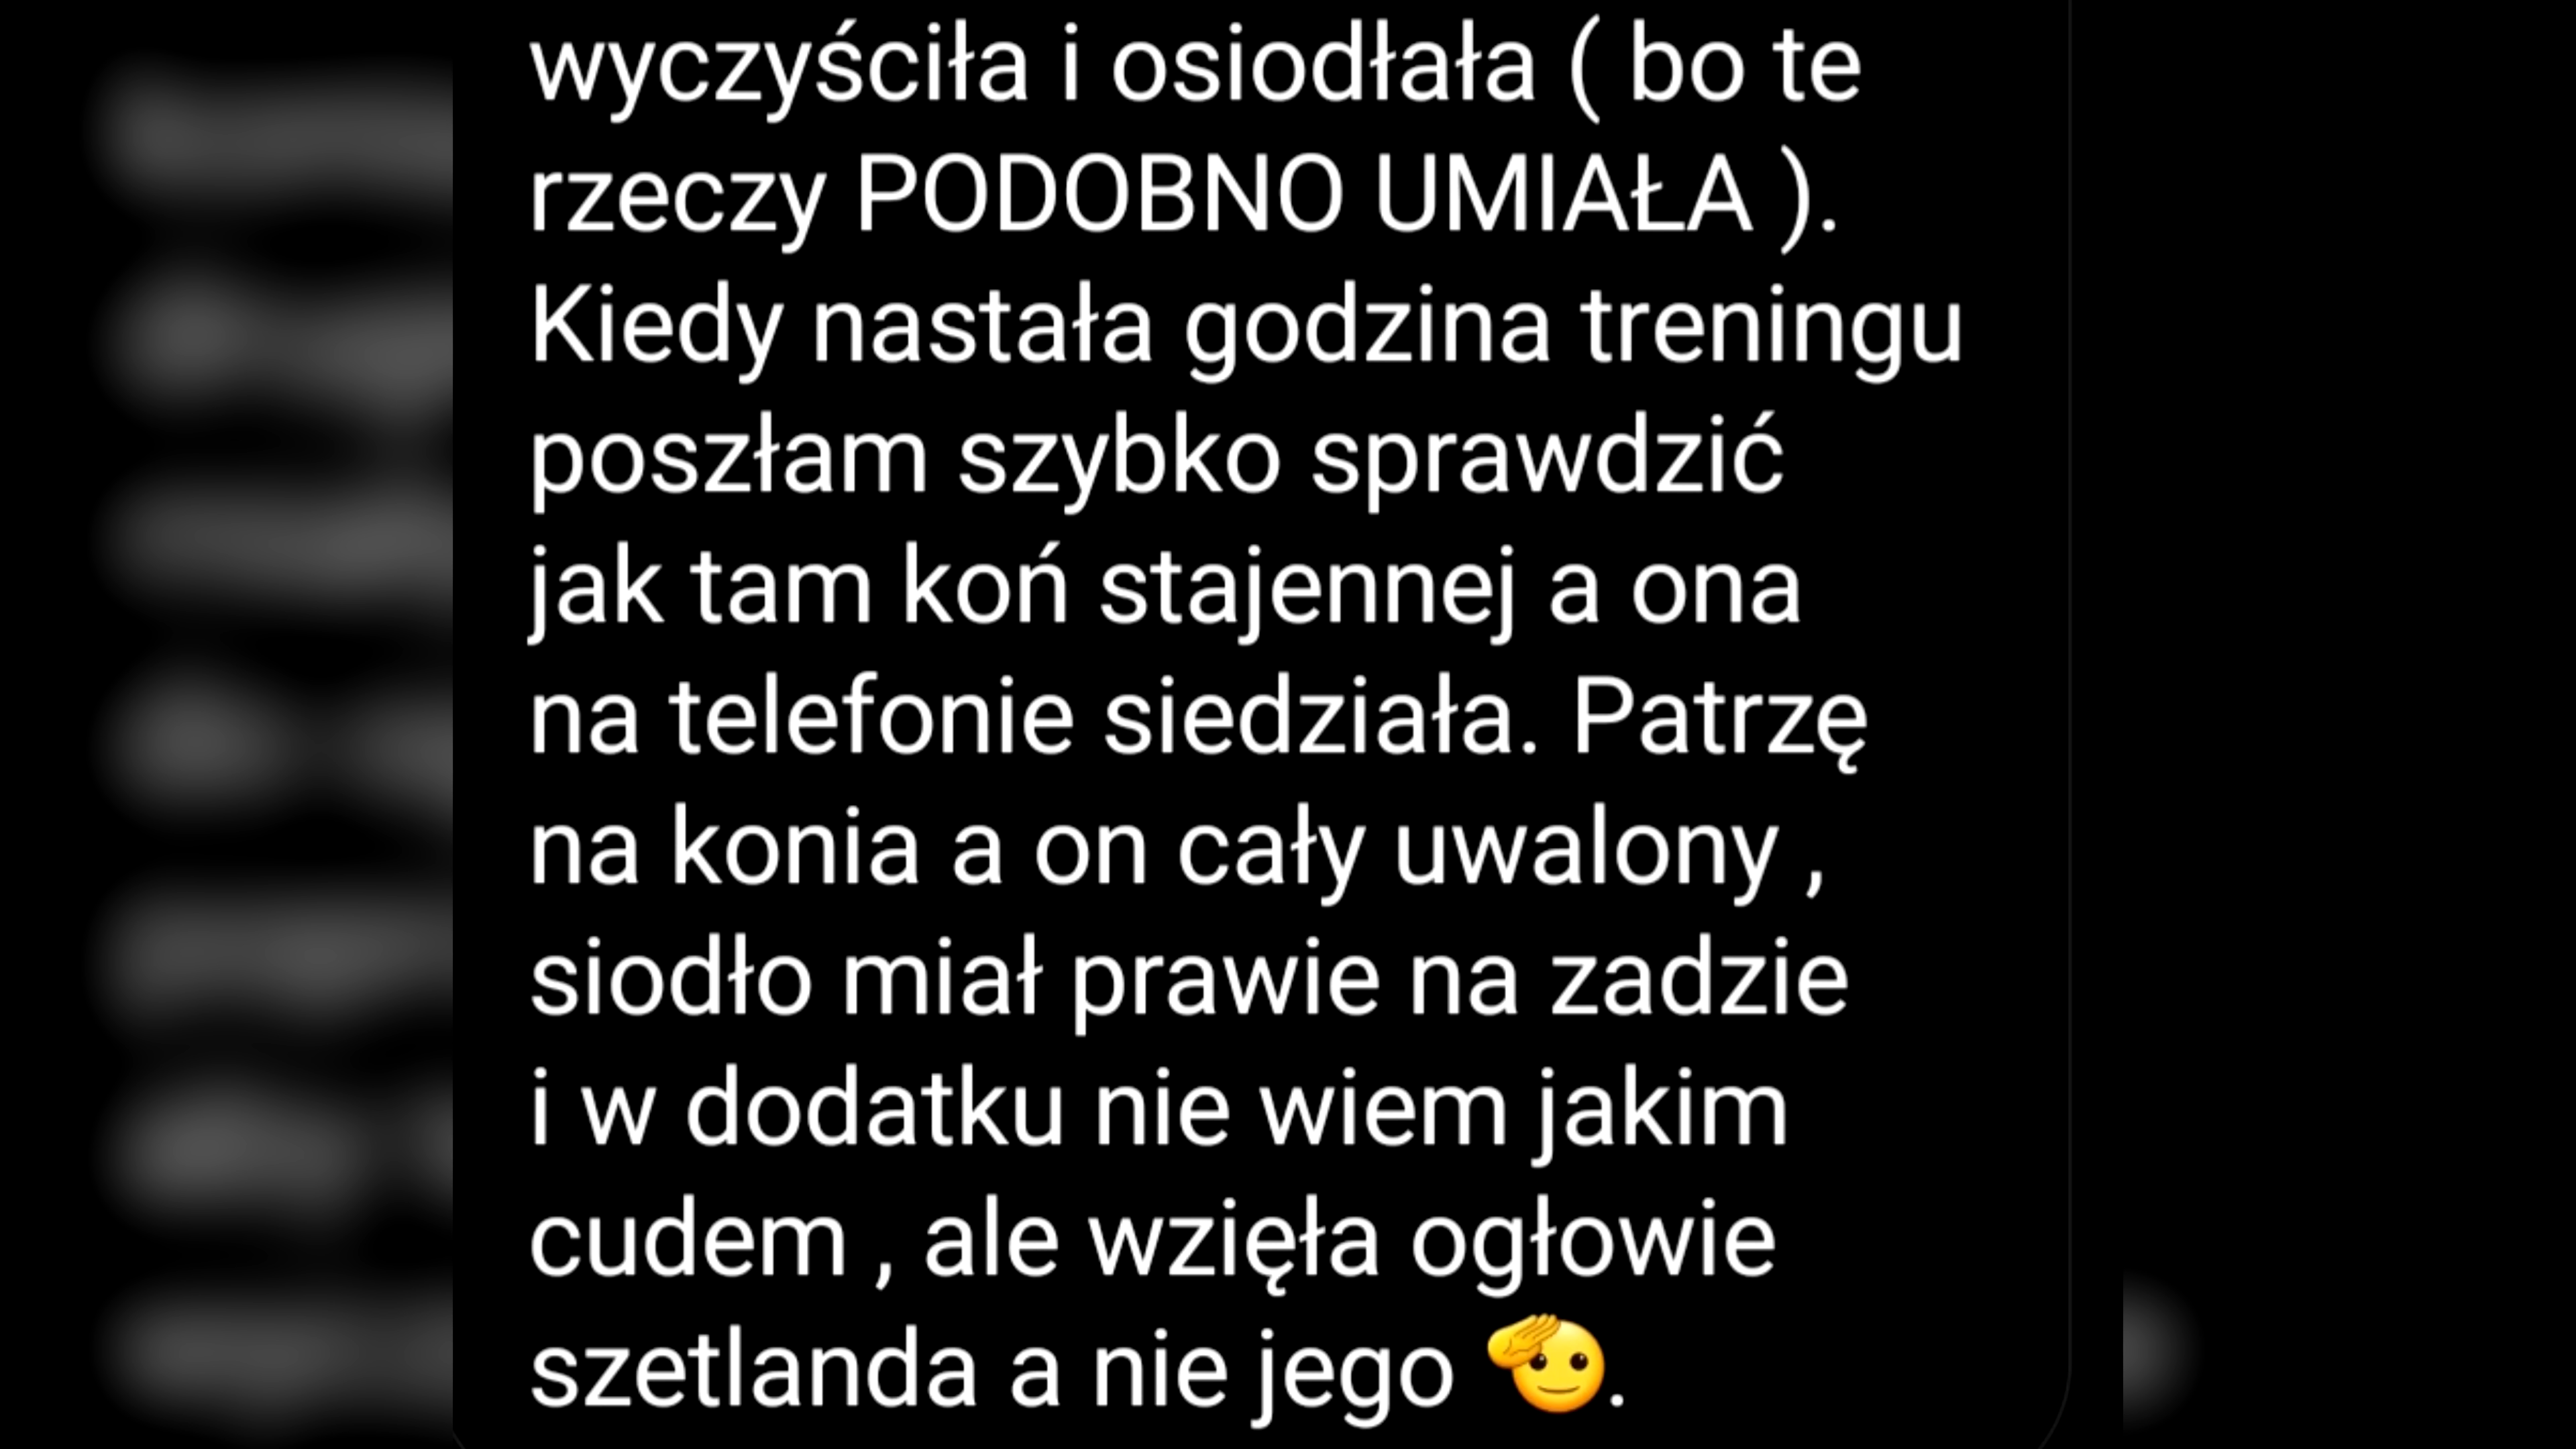 wyczyściła i osiodłała ( bo te
rzeczy PODOBNO UMIAŁA ).
Kiedy nastała godzina treningu
poszłam szybko sprawdzić
jak tam koń stajennej a ona
na telefonie siedziała. Patrzę
na konia a on cały uwalony ,
siodło miał prawie na zadzie
i w dodatku nie wiem jakim
cudem , ale wzięła ogłowie
szetlanda a nie jego 🫡.